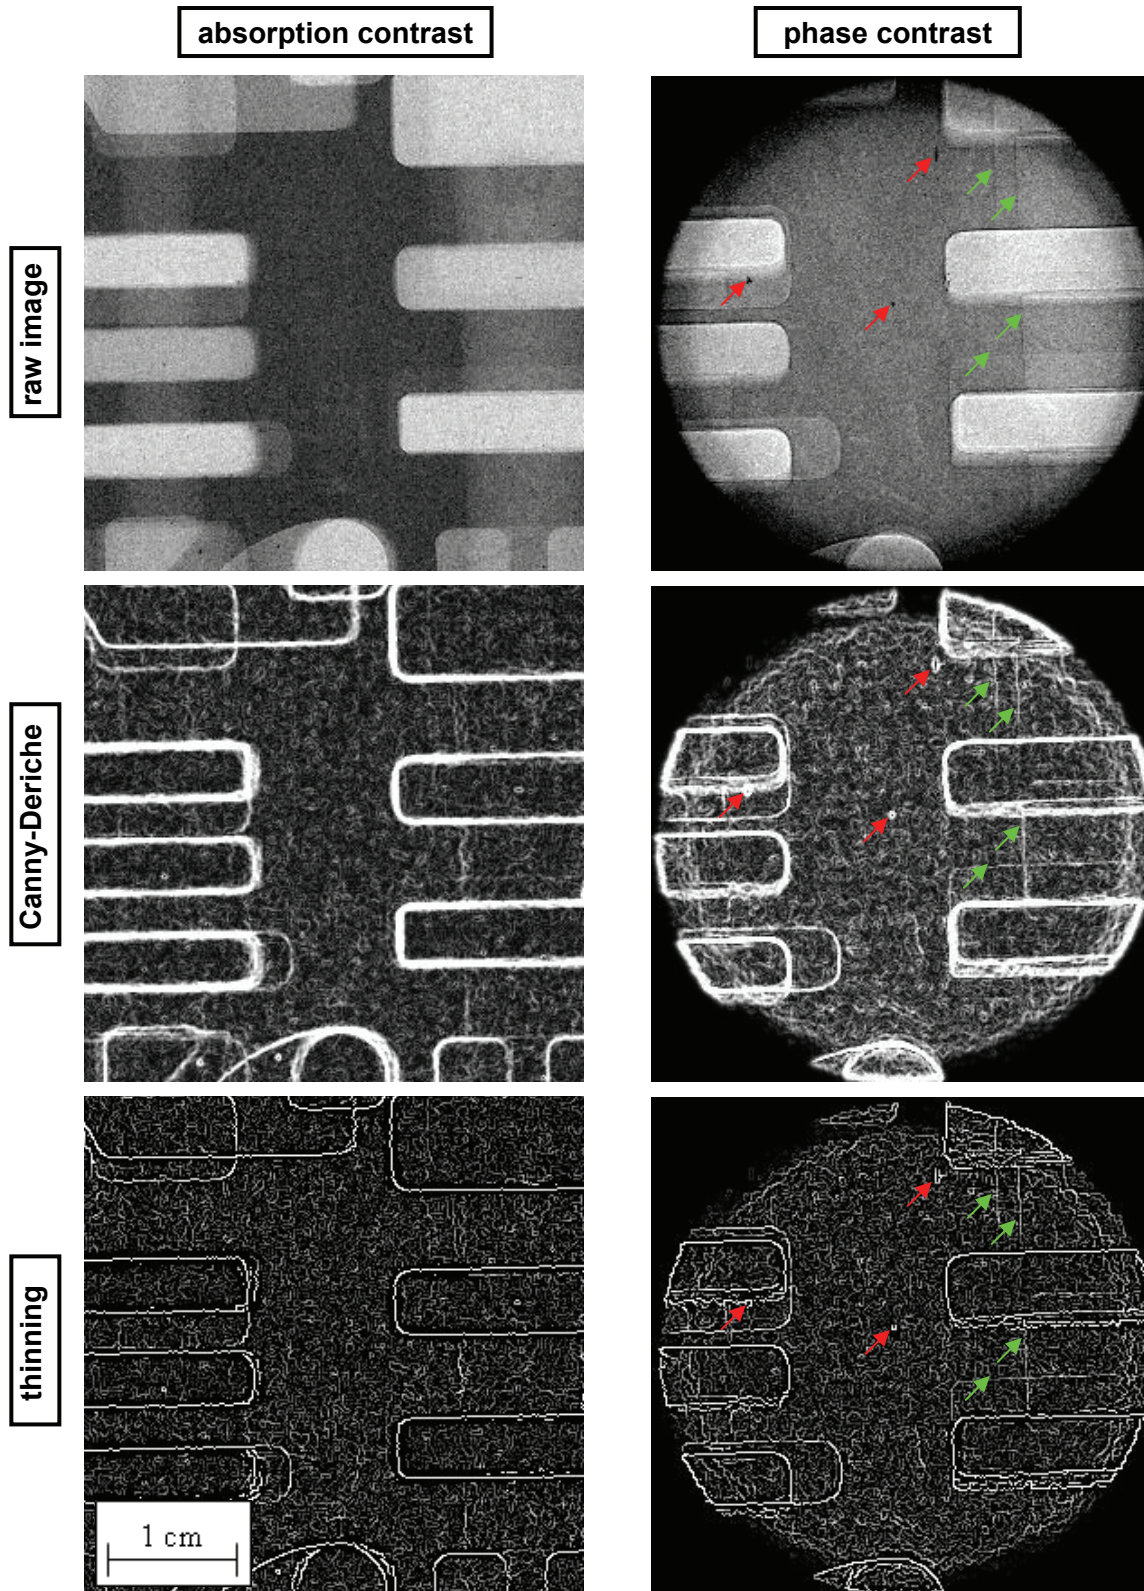 absorption contrast
phase contrast
raw image
Canny-Deriche
thinning
1 cm